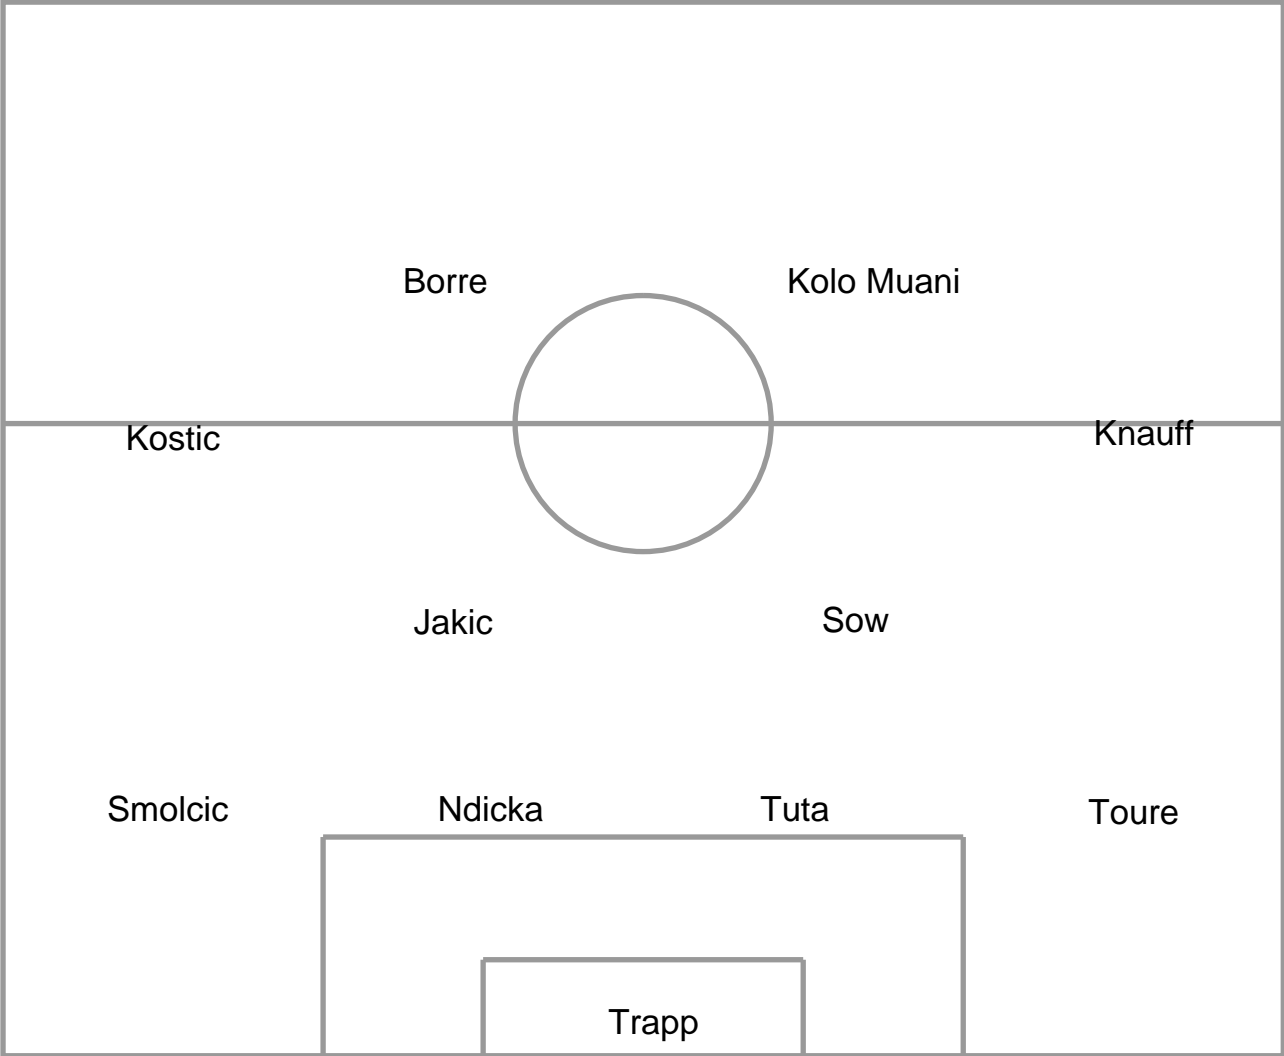 Borre Kolo Muani
Kostic Knauff
Jakic Sow
Smolcic Ndicka Tuta Toure
Trapp